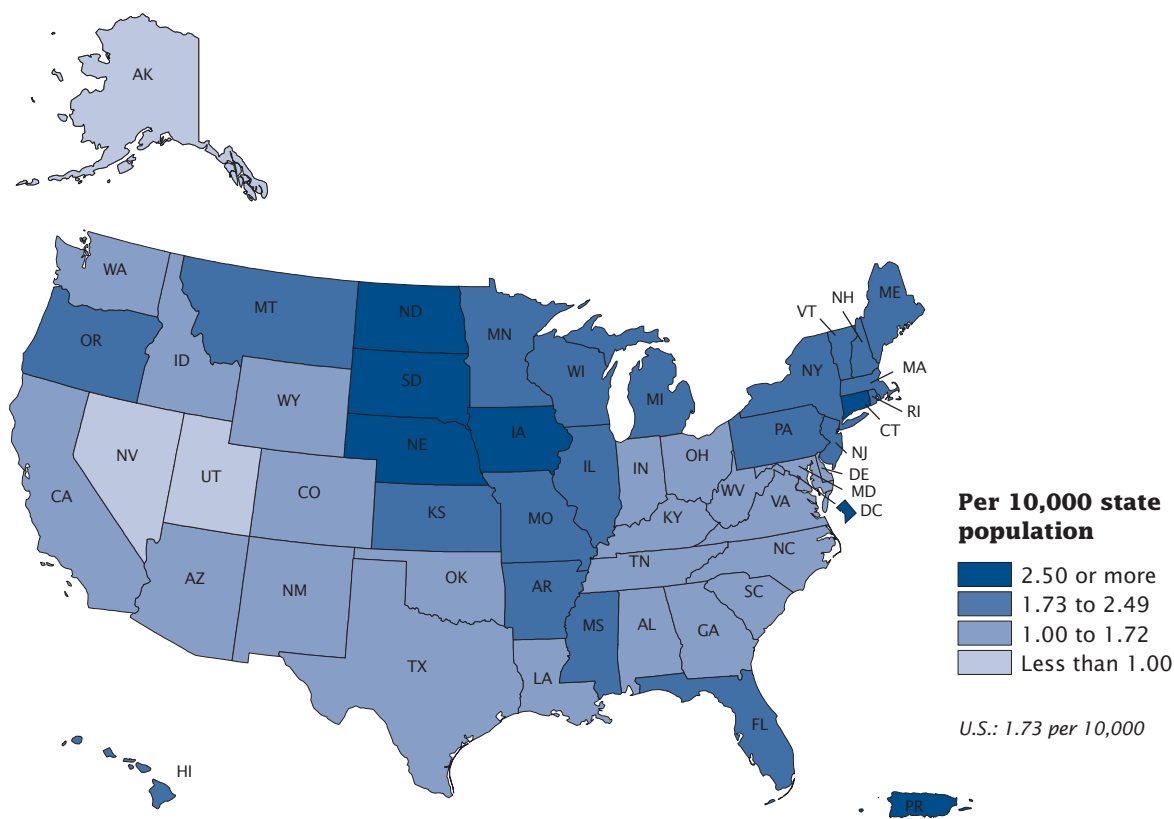 AK
WA
MT
ND
MN
ME
NH
VT
OR
ID
SD
WI
NY
MA
WY
MI
RI
CT
NE
IA
PA
NJ
NV
UT
IL
IN
OH
DE
MD
CA
CO
KS
MO
WV
VA
DC
KY
AZ
NM
OK
TN
NC
AR
SC
MS
AL
GA
TX
LA
FL
HI
PR
Per 10,000 state
population
2.50 or more
1.73 to 2.49
1.00 to 1.72
Less than 1.00
U.S.: 1.73 per 10,000